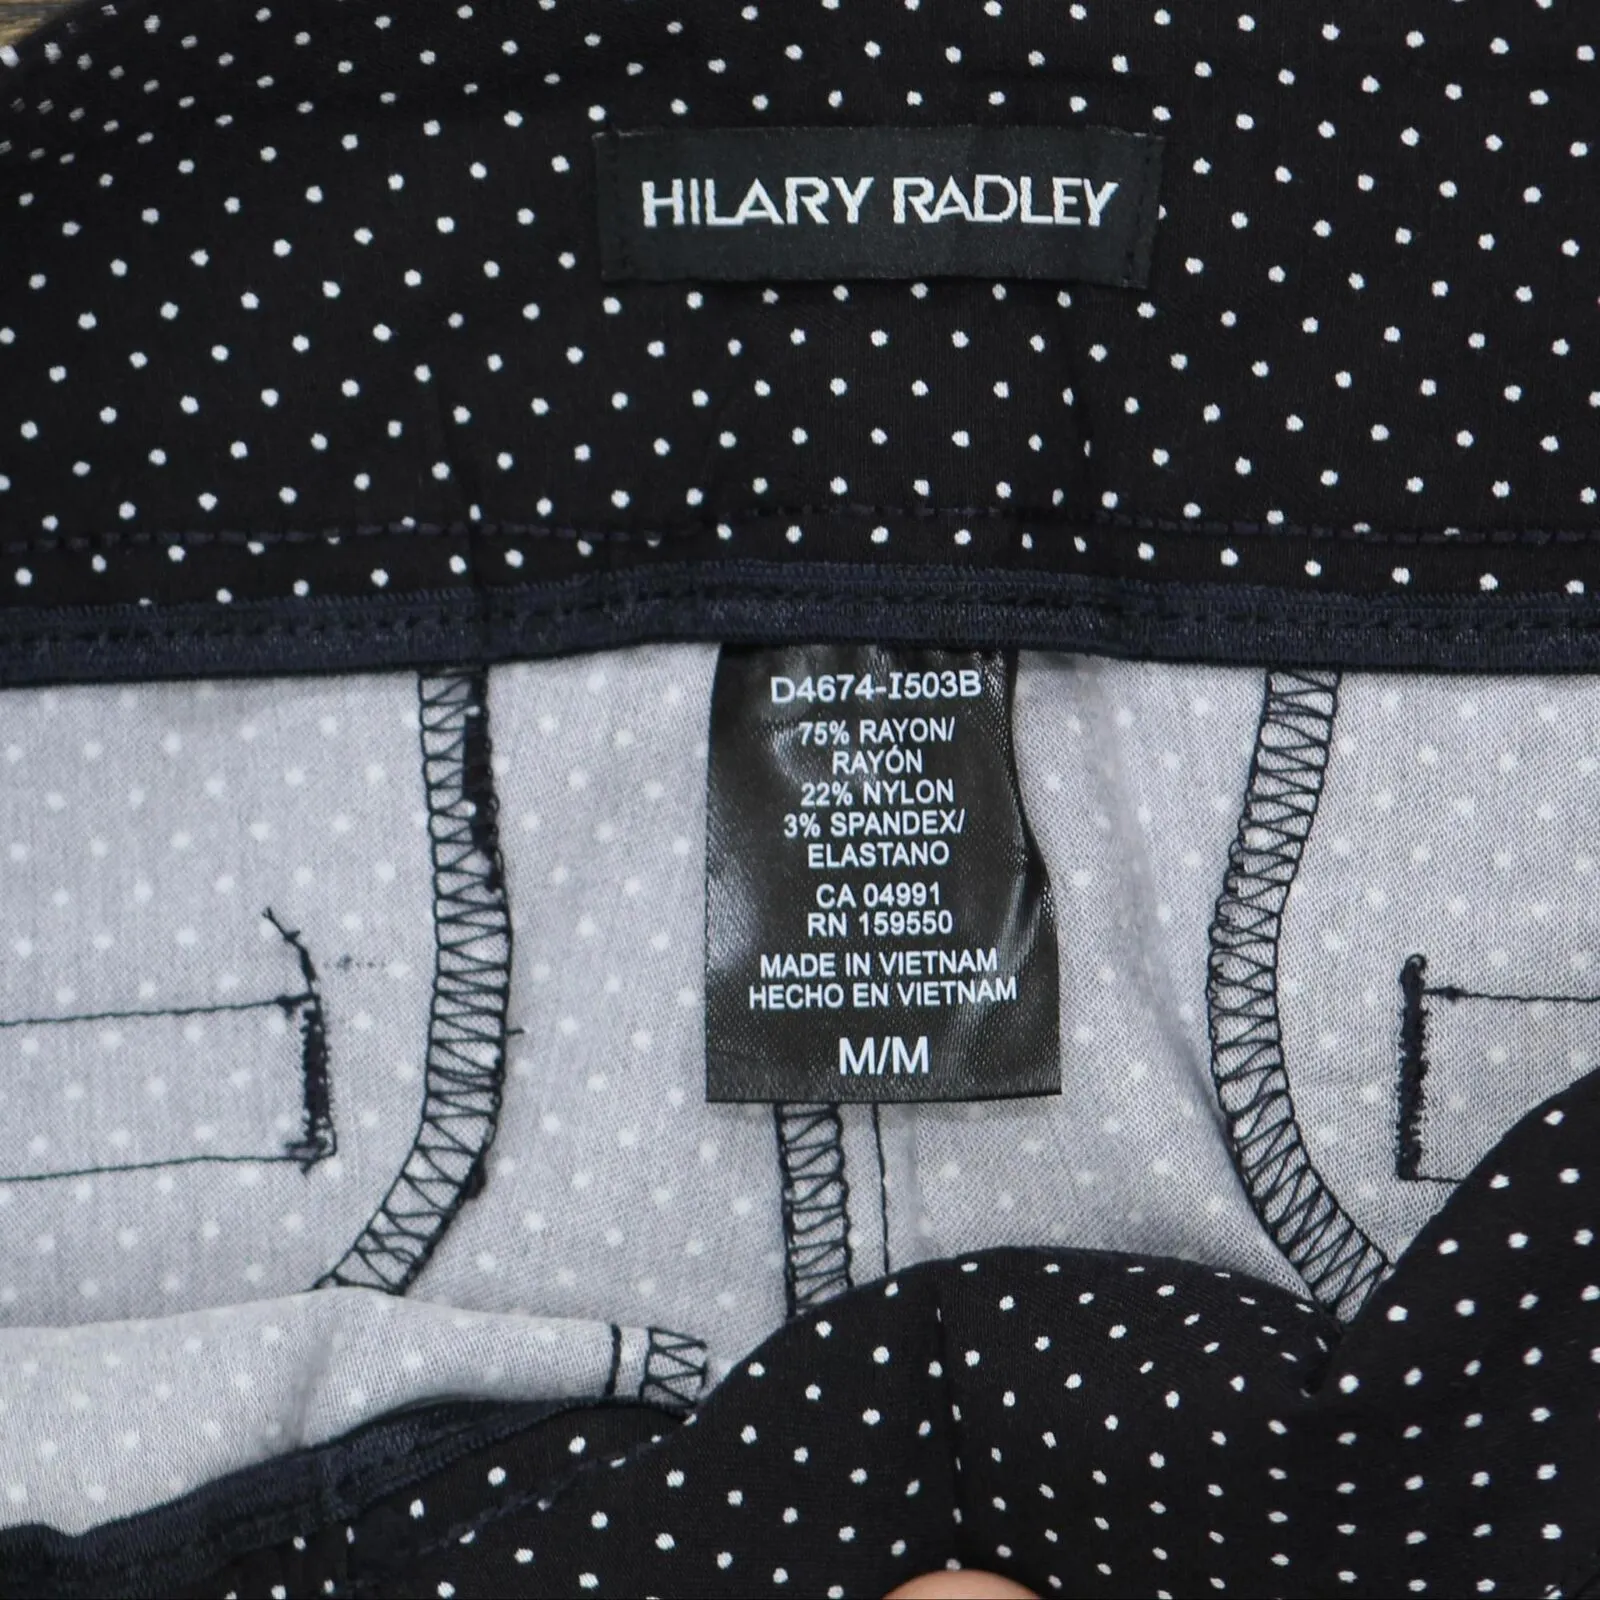 HILARY RADLEY
D4674-I503B
75% RAYON/
RAYÓN
22% NYLON
3% SPANDEX/
ELASTANO
CA 04991
RN 159550
MADE IN VIETNAM
HECHO EN VIETNAM
M/M